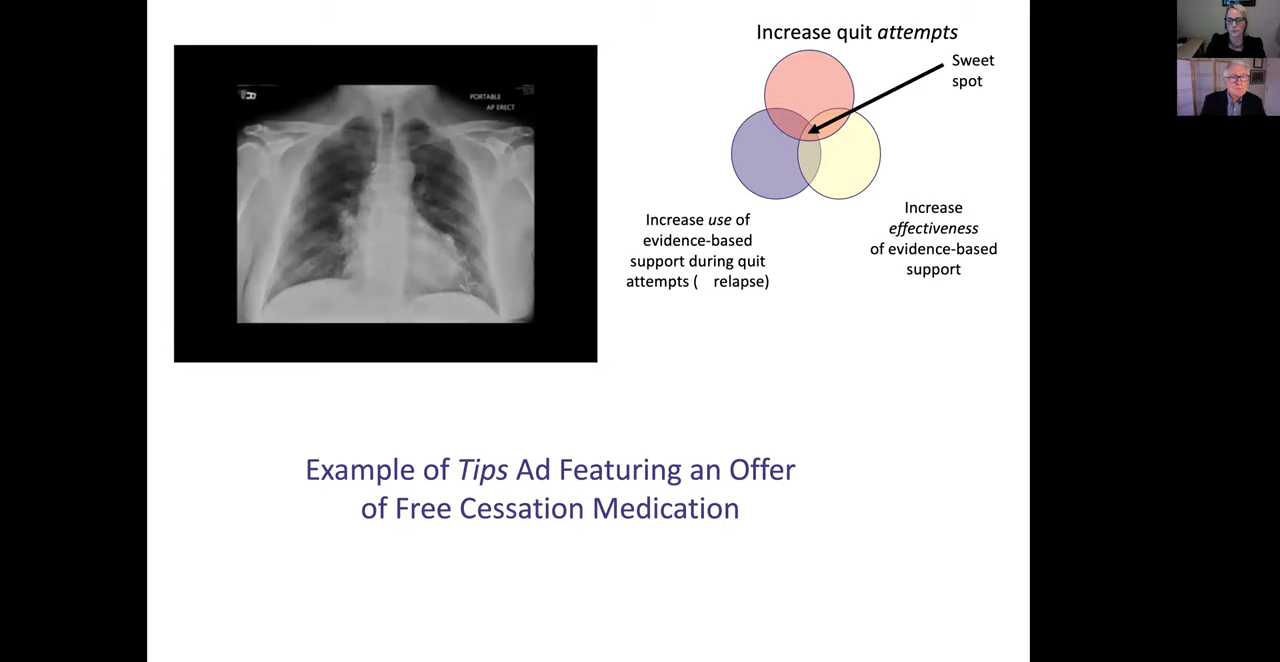 Increase quit attempts
Sweet
spot
PORTABLE
AP ERECT
Increase use of
evidence-based
support during quit
attempts ( relapse)
Increase
effectiveness
of evidence-based
support
Example of Tips Ad Featuring an Offer
of Free Cessation Medication